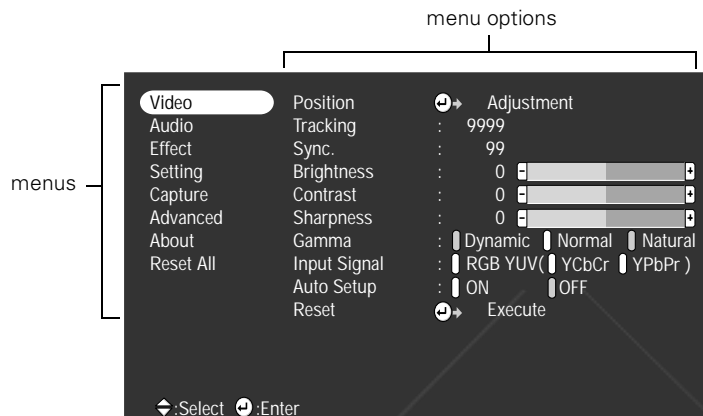 menu options
menus
Video Position Adjustment
Audio Tracking : 9999
Effect Sync. : 99
Setting Brightness : 0 - +
Capture Contrast : 0 - +
Advanced Sharpness : 0 - +
About Gamma : Dynamic Normal Natural
Reset All Input Signal : RGB YUV( YCbCr YPbPr )
Auto Setup : ON OFF
Reset Execute
:Select :Enter